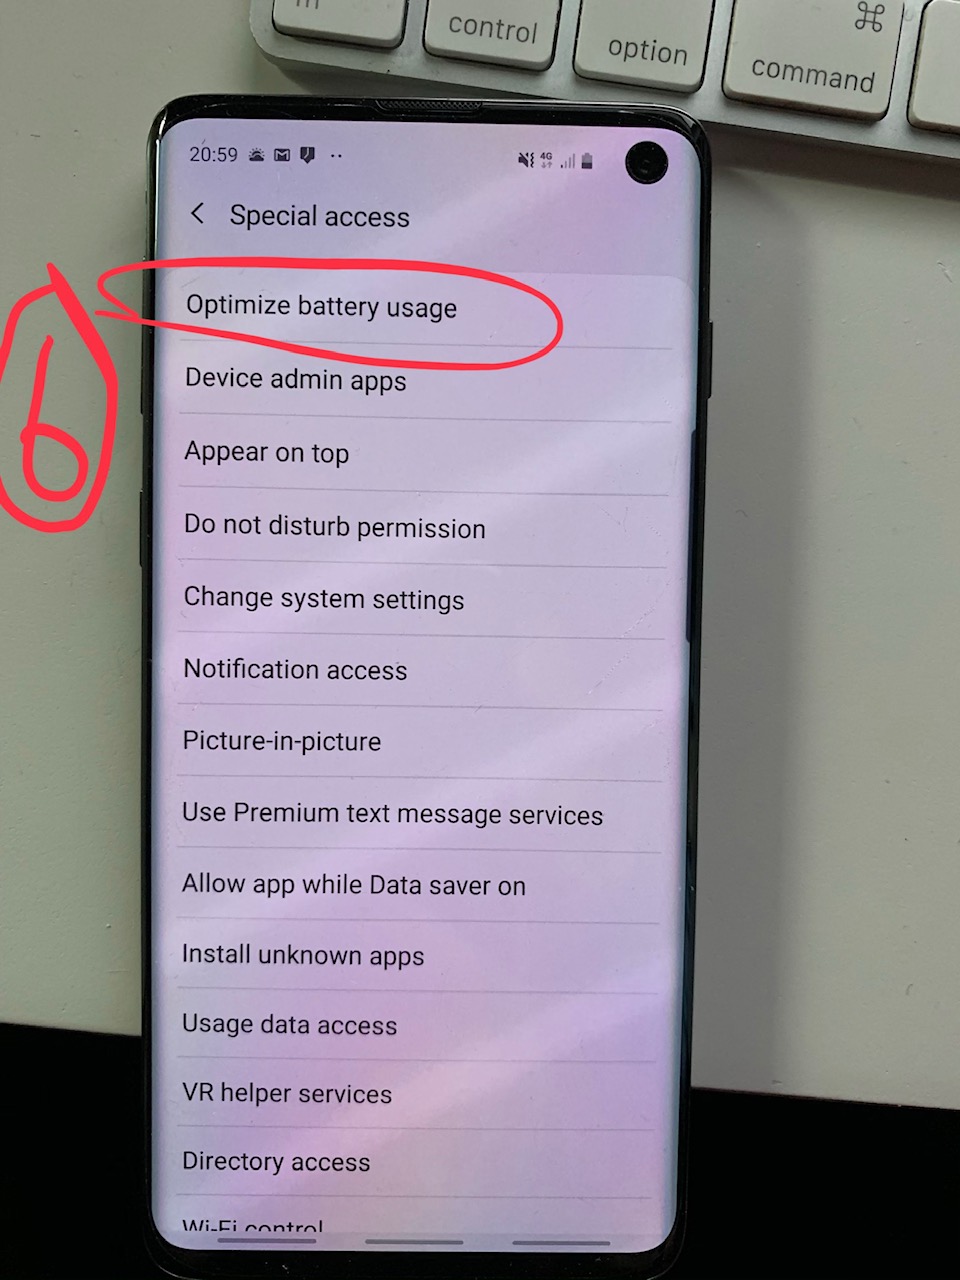 control
option
⌘
command
20:59
4G
Special access
Optimize battery usage
6
Device admin apps
Appear on top
Do not disturb permission
Change system settings
Notification access
Picture-in-picture
Use Premium text message services
Allow app while Data saver on
Install unknown apps
Usage data access
VR helper services
Directory access
Wi-Fi control